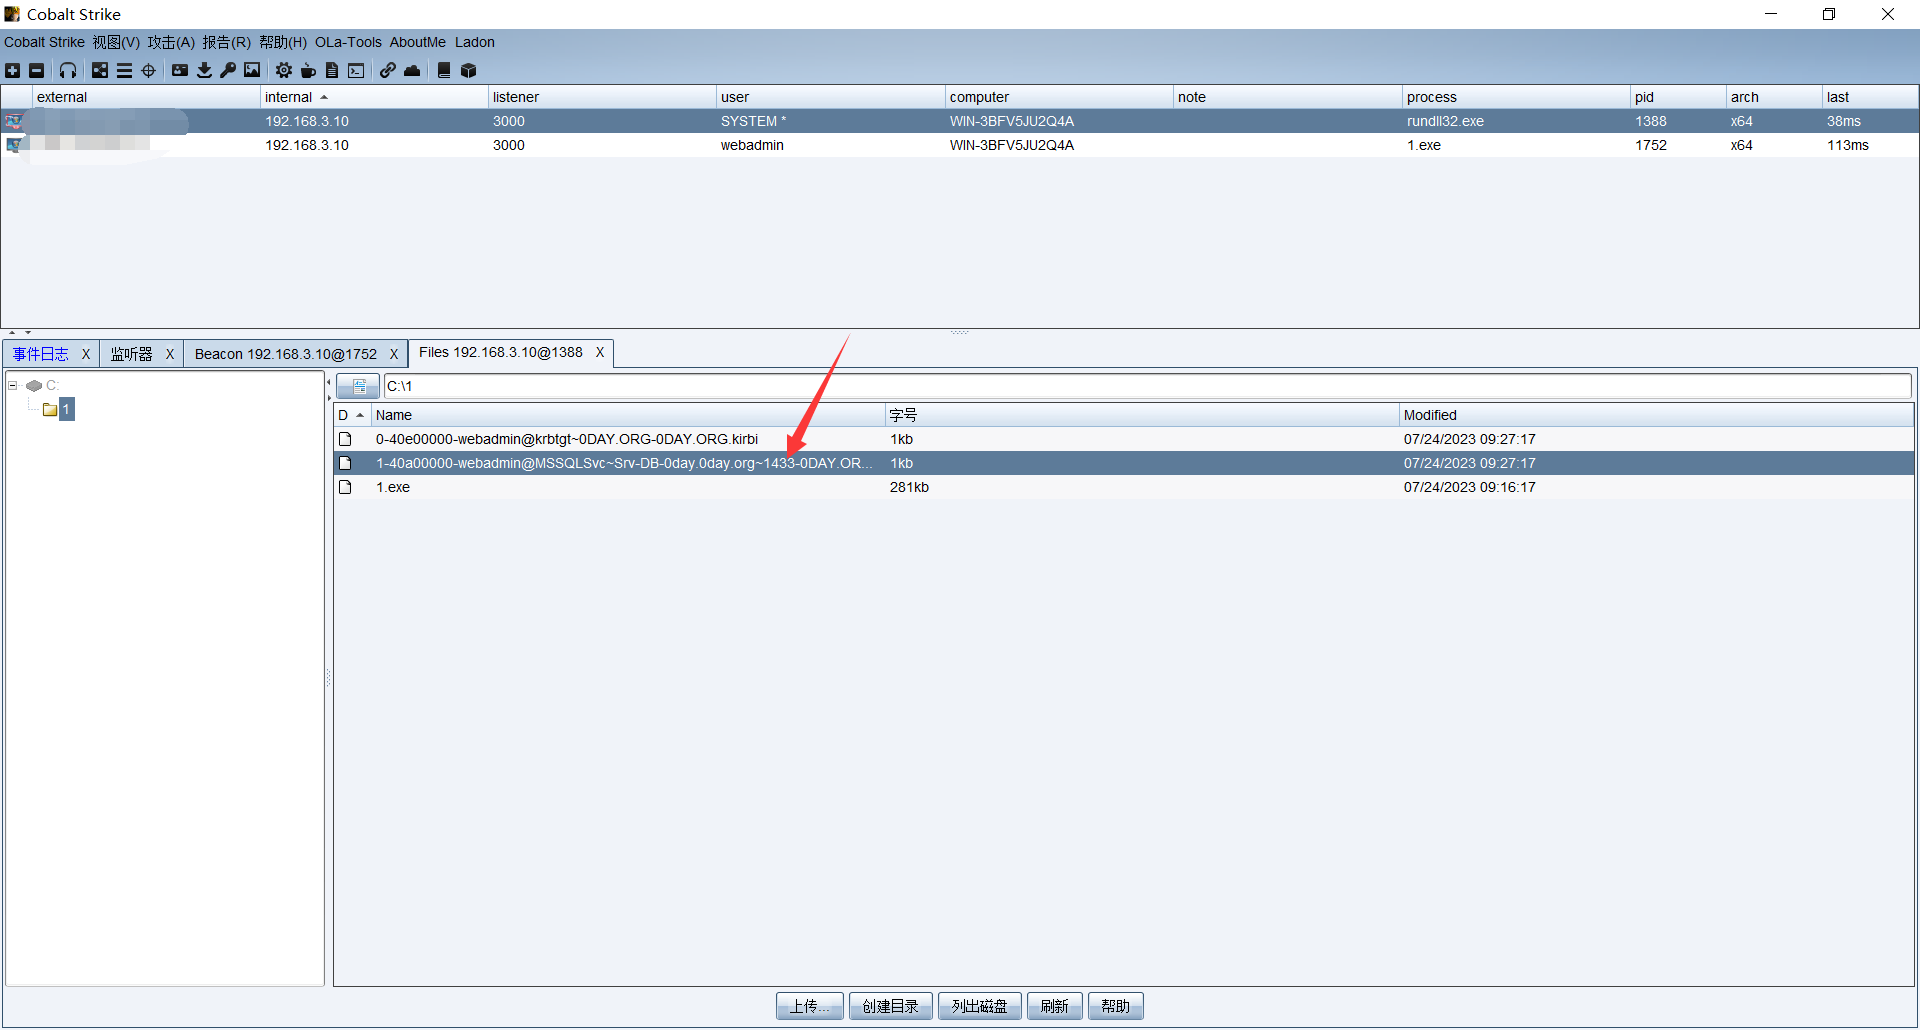 Cobalt Strike
Cobalt Strike 视图(V) 攻击(A) 报告(R) 帮助(H) OLa-Tools AboutMe Ladon
external internal listener user computer note process pid arch last
192.168.3.10 3000 SYSTEM * WIN-3BFV5JU2Q4A rundll32.exe 1388 x64 38ms
192.168.3.10 3000 webadmin WIN-3BFV5JU2Q4A 1.exe 1752 x64 113ms
事件日志 X 监听器 X Beacon 192.168.3.10@1752 X Files 192.168.3.10@1388 X
C:
1
C:\1
D Name 字号 Modified
0-40e00000-webadmin@krbtgt~0DAY.ORG-0DAY.ORG.kirbi 1kb 07/24/2023 09:27:17
1-40a00000-webadmin@MSSQLSvc~Srv-DB-0day.0day.org~1433-0DAY.OR... 1kb 07/24/2023 09:27:17
1.exe 281kb 07/24/2023 09:16:17
上传... 创建目录 列出磁盘 刷新 帮助